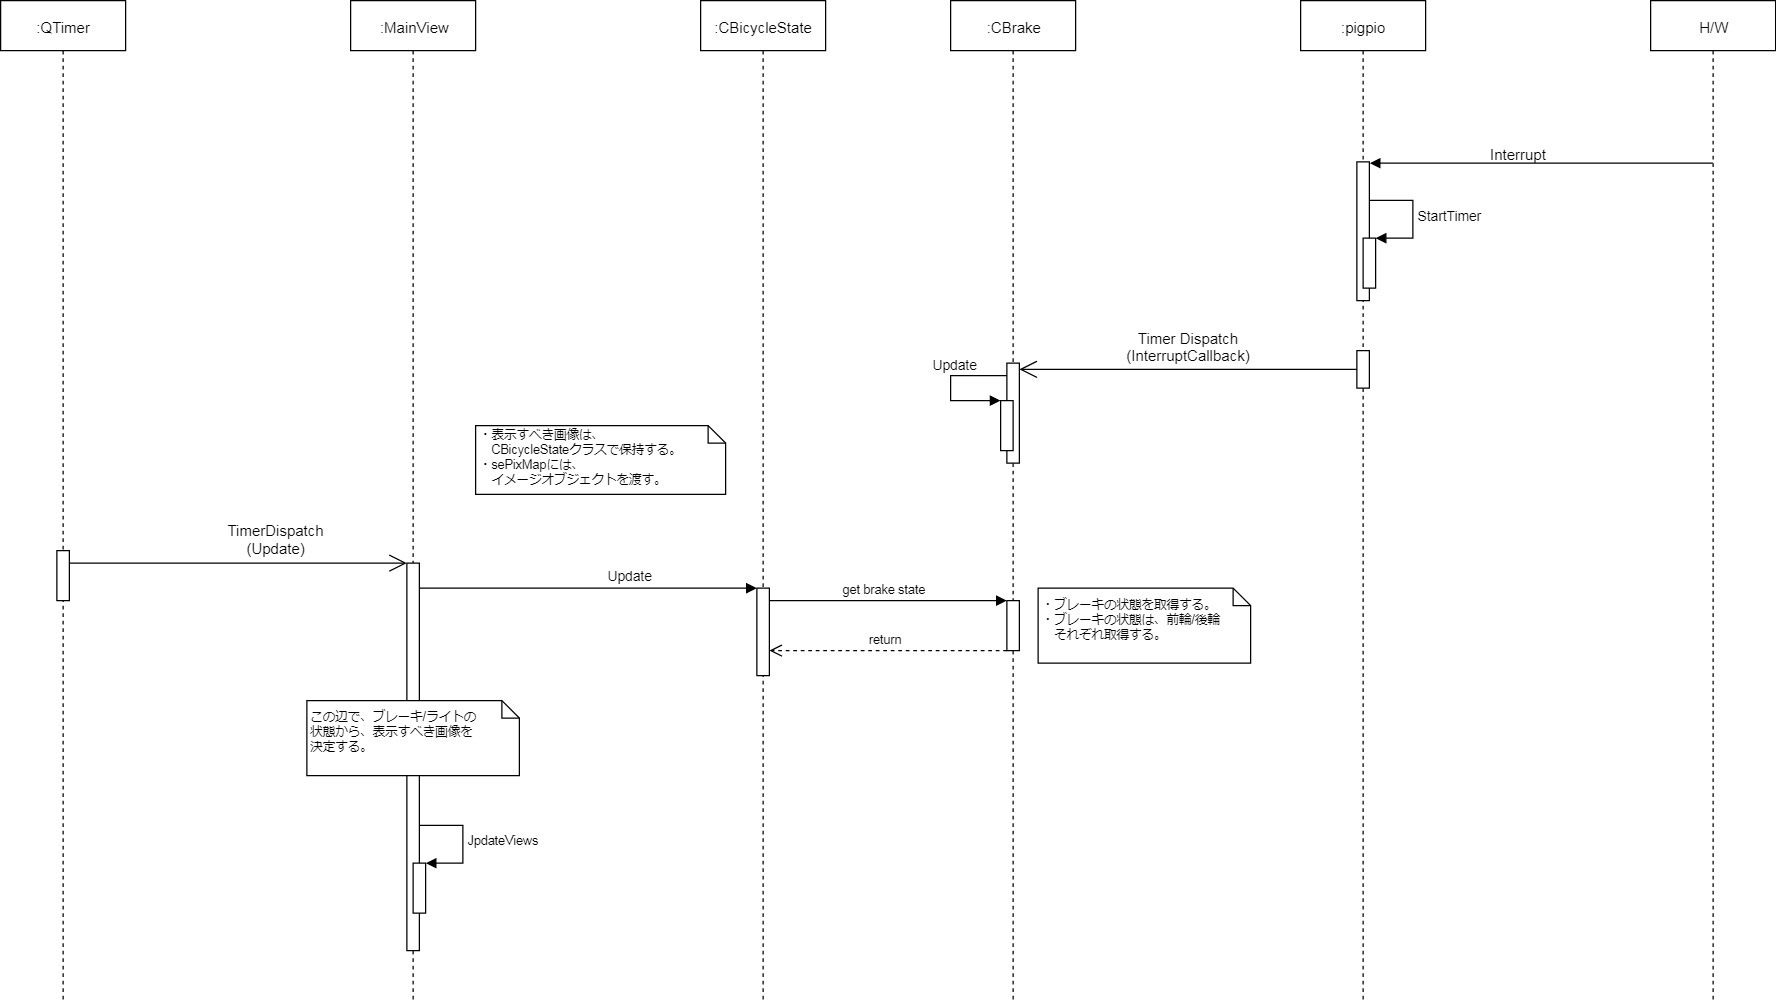 :QTimer
:MainView
:CBicycleState
:CBrake
:pigpio
H/W
Interrupt
StartTimer
Timer Dispatch
(InterruptCallback)
Update
・表示すべき画像は、
CBicycleStateクラスで保持する。
・sePixMapには、
イメージオブジェクトを渡す。
TimerDispatch
(Update)
Update
get brake state
return
・ブレーキの状態を取得する。
・ブレーキの状態は、前輪/後輪
それぞれ取得する。
この辺で、ブレーキ/ライトの
状態から、表示すべき画像を
決定する。
JpdateViews